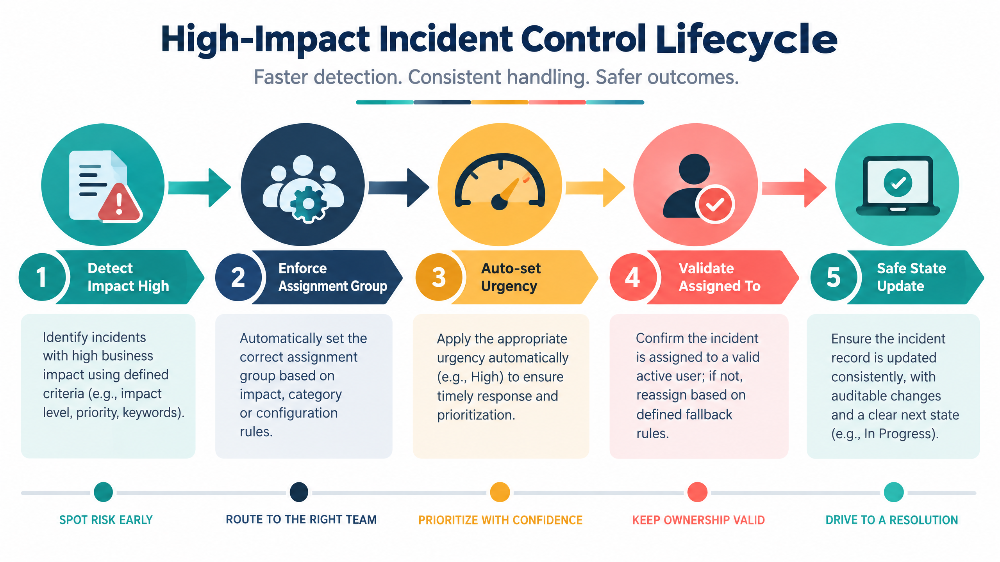 High-Impact Incident Control Lifecycle
Faster detection. Consistent handling. Safer outcomes.
1
Detect
Impact High
Identify incidents
with high business
impact using defined
criteria (e.g., impact
level, priority, keywords).
2
Enforce
Assignment Group
Automatically set the
correct assignment
group based on
impact, category
or configuration
rules.
3
Auto-set
Urgency
Apply the appropriate
urgency automatically
(e.g., High) to ensure
timely response and
prioritization.
4
Validate
Assigned To
Confirm the incident
is assigned to a valid
active user; if not,
reassign based on
defined fallback
rules.
5
Safe State
Update
Ensure the incident
record is updated
consistently, with
auditable changes
and a clear next state
(e.g., In Progress).
SPOT RISK EARLY
ROUTE TO THE RIGHT TEAM
PRIORITIZE WITH CONFIDENCE
KEEP OWNERSHIP VALID
DRIVE TO A RESOLUTION